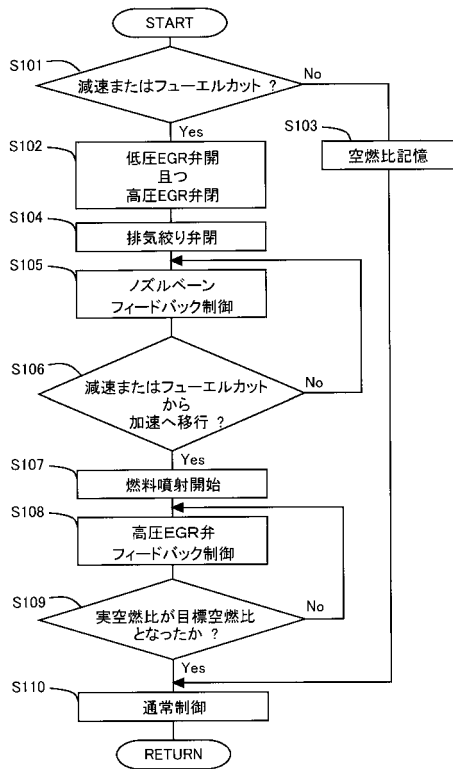 START
S101
減速またはフューエルカット ?
No
Yes
S102
低圧EGR弁開
且つ
高圧EGR弁閉
S103
空燃比記憶
S104
排気絞り弁閉
S105
ノズルベーン
フィードバック制御
S106
減速またはフューエルカット
から
加速へ移行 ?
No
Yes
S107
燃料噴射開始
S108
高圧EGR弁
フィードバック制御
S109
実空燃比が目標空燃比
となったか ?
No
Yes
S110
通常制御
RETURN